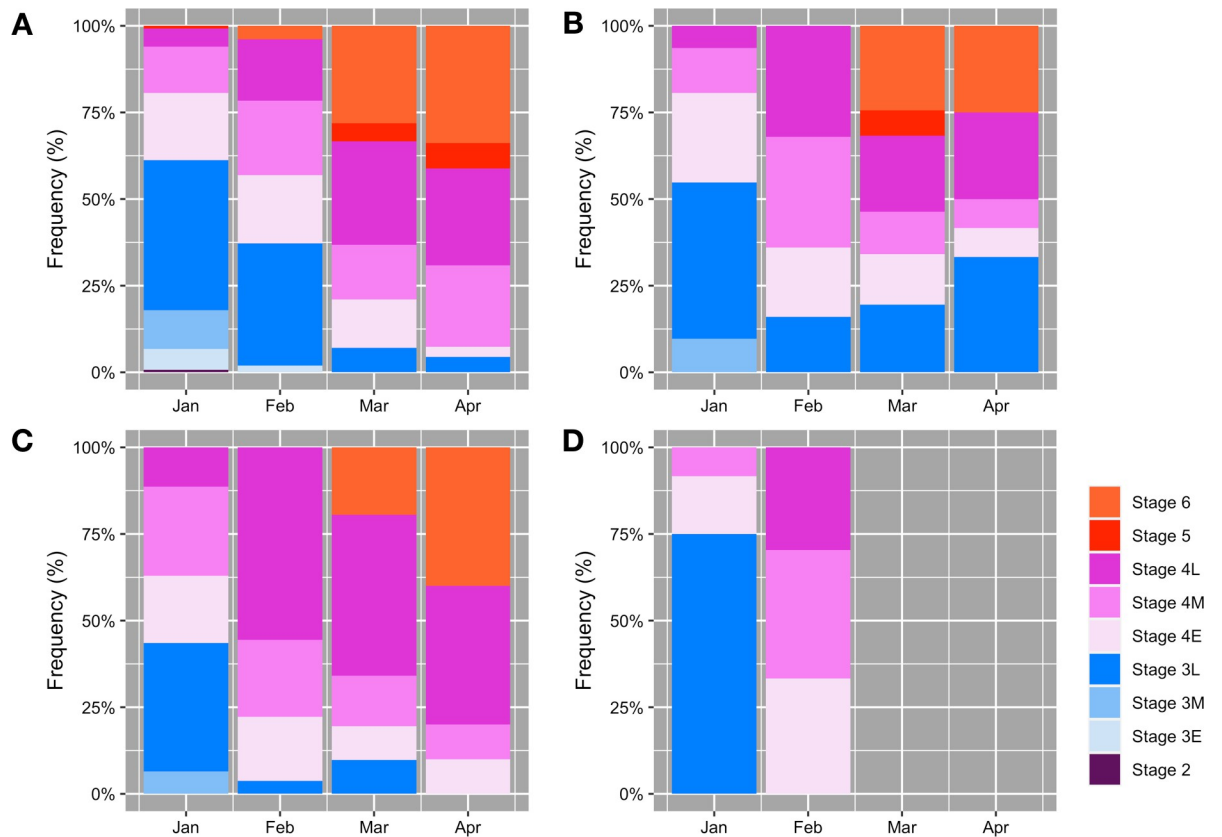 A
Frequency (%)
100%
75%
50%
25%
0%
Jan Feb Mar Apr
B
Frequency (%)
100%
75%
50%
25%
0%
Jan Feb Mar Apr
C
Frequency (%)
100%
75%
50%
25%
0%
Jan Feb Mar Apr
D
Frequency (%)
100%
75%
50%
25%
0%
Jan Feb Mar Apr
Stage 6
Stage 5
Stage 4L
Stage 4M
Stage 4E
Stage 3L
Stage 3M
Stage 3E
Stage 2